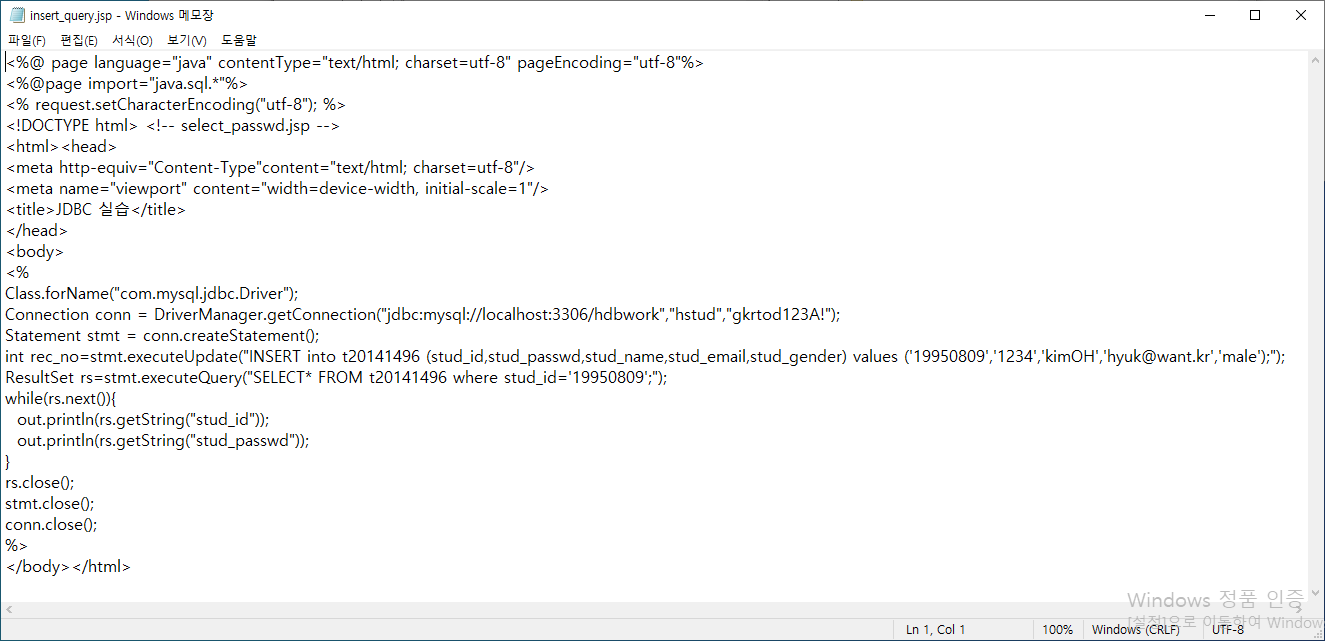 insert_query.jsp - Windows 메모장
파일(F) 편집(E) 서식(O) 보기(V) 도움말
<%@ page language="java" contentType="text/html; charset=utf-8" pageEncoding="utf-8"%>
<%@page import="java.sql.*"%>
<% request.setCharacterEncoding("utf-8"); %>
<!DOCTYPE html> <!-- select_passwd.jsp -->
<html><head>
<meta http-equiv="Content-Type"content="text/html; charset=utf-8"/>
<meta name="viewport" content="width=device-width, initial-scale=1"/>
<title>JDBC 실습</title>
</head>
<body>
<%
Class.forName("com.mysql.jdbc.Driver");
Connection conn = DriverManager.getConnection("jdbc:mysql://localhost:3306/hdbwork","hstud","gkrtod123A!");
Statement stmt = conn.createStatement();
int rec_no=stmt.executeUpdate("INSERT into t20141496 (stud_id,stud_passwd,stud_name,stud_email,stud_gender) values ('19950809','1234','kimOH','hyuk@want.kr','male');");
ResultSet rs=stmt.executeQuery("SELECT* FROM t20141496 where stud_id='19950809';");
while(rs.next()){
   out.println(rs.getString("stud_id"));
   out.println(rs.getString("stud_passwd"));
}
rs.close();
stmt.close();
conn.close();
%>
</body></html>
Windows 정품 인증
[설정]으로 이동하여 Window
Ln 1, Col 1 100% Windows (CRLF) UTF-8